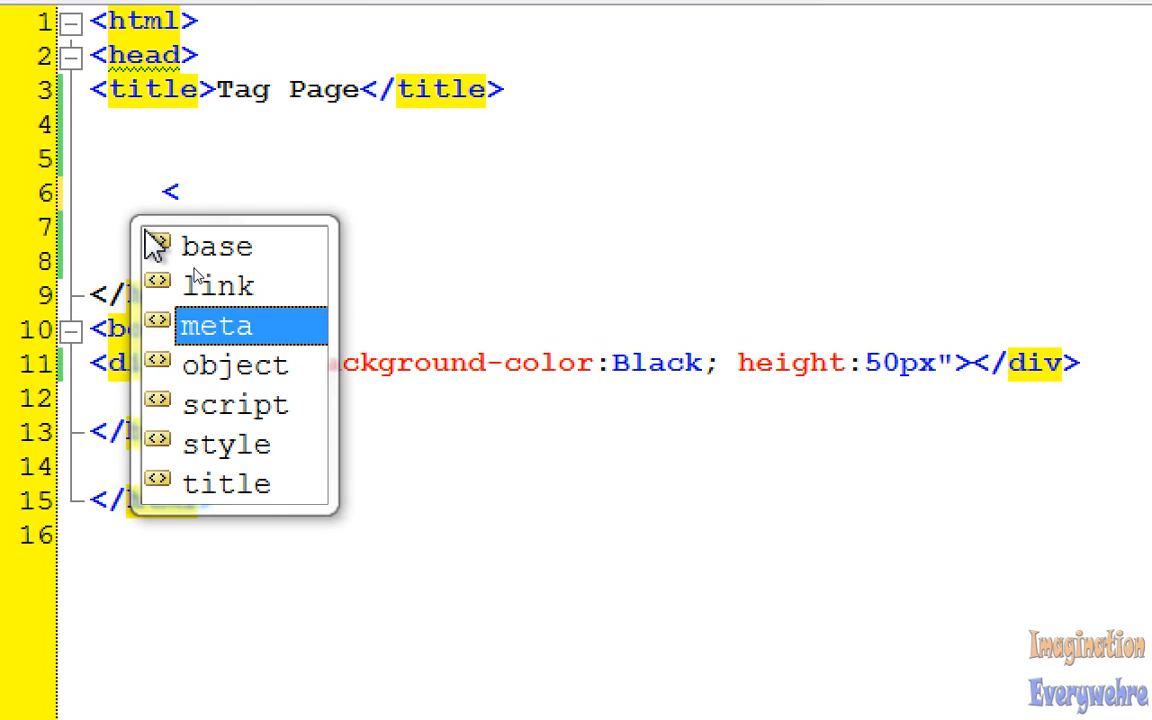 1 <html>
2 <head>
3 <title>Tag Page</title>
4
5
6 <
7
8
base
link
meta
object
script
style
title
9 </
10 <b
11 <d ckground-color:Black; height:50px"></div>
12
13 </
14
15 </
16
Imagination
Everywehre